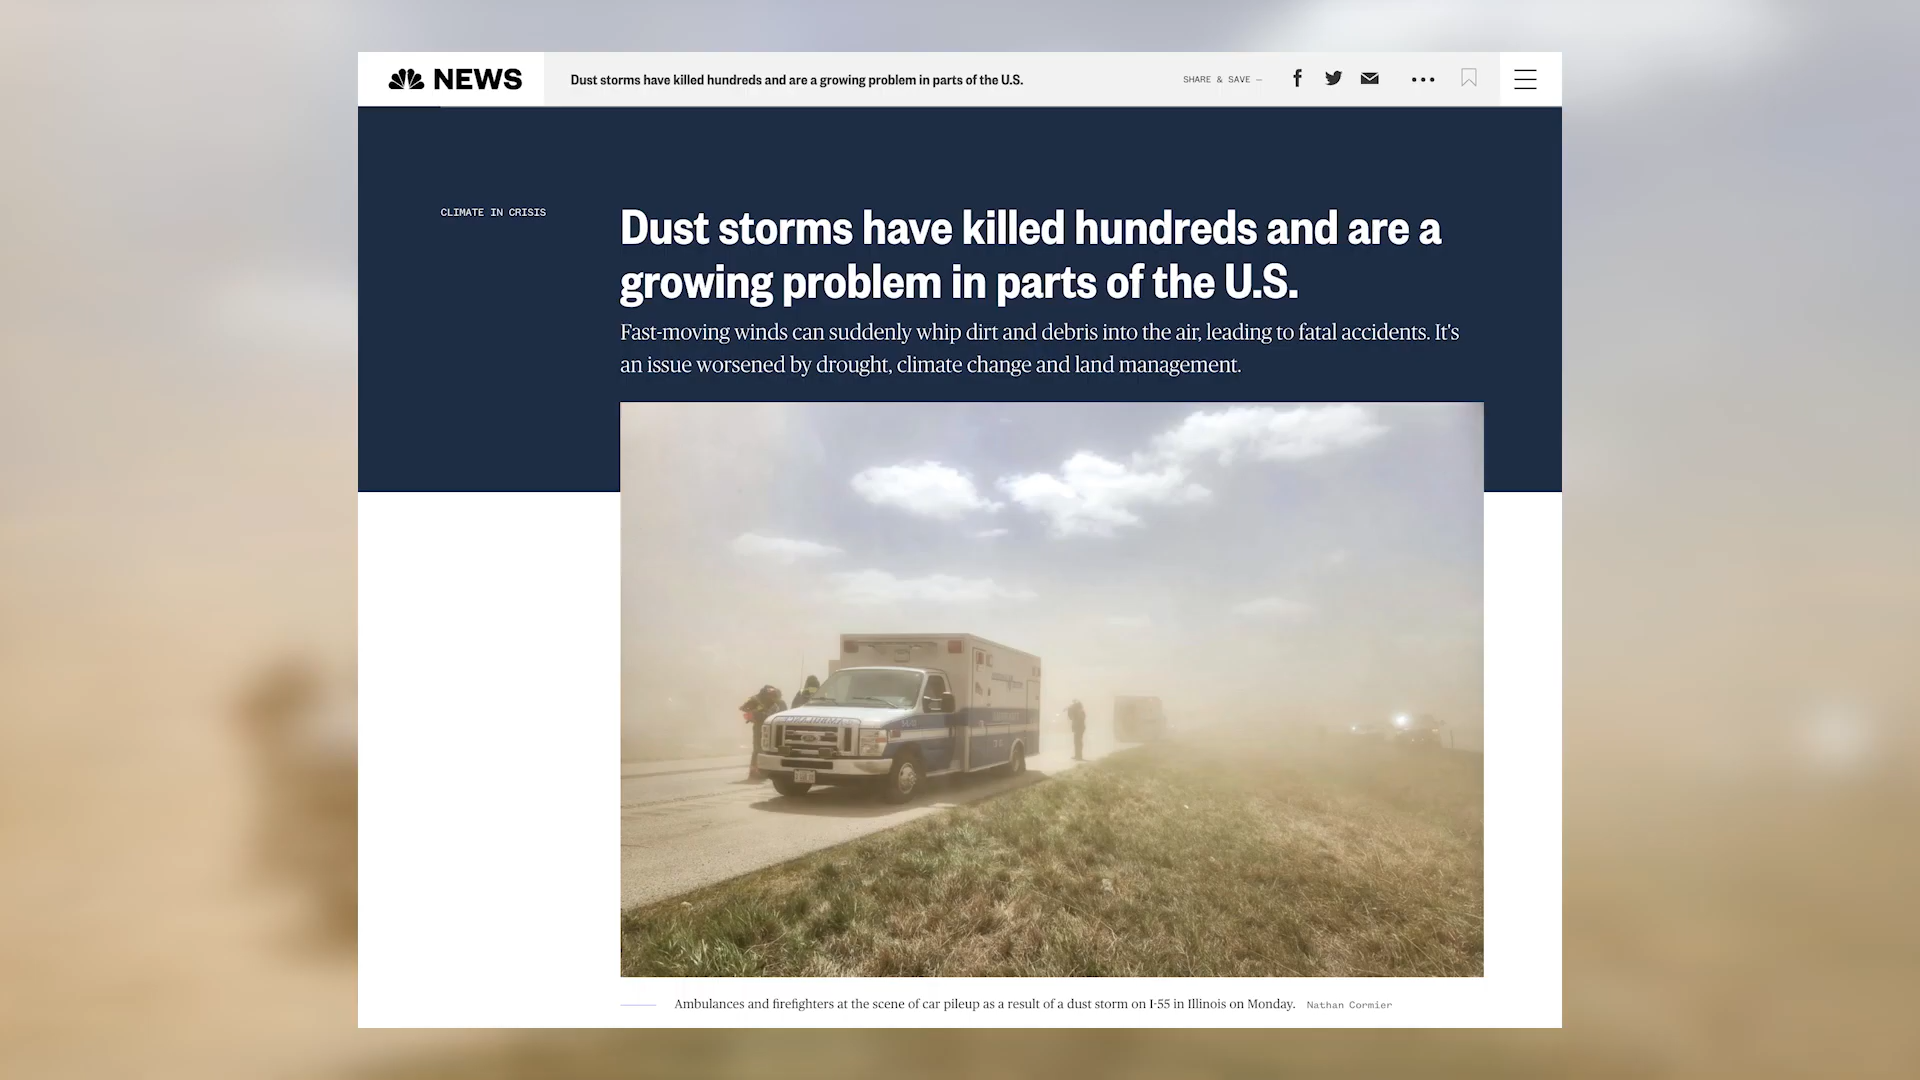 NEWS
Dust storms have killed hundreds and are a growing problem in parts of the U.S.
SHARE & SAVE —
CLIMATE IN CRISIS
Dust storms have killed hundreds and are a
growing problem in parts of the U.S.
Fast-moving winds can suddenly whip dirt and debris into the air, leading to fatal accidents. It's
an issue worsened by drought, climate change and land management.
Ambulances and firefighters at the scene of car pileup as a result of a dust storm on I-55 in Illinois on Monday. Nathan Cormier